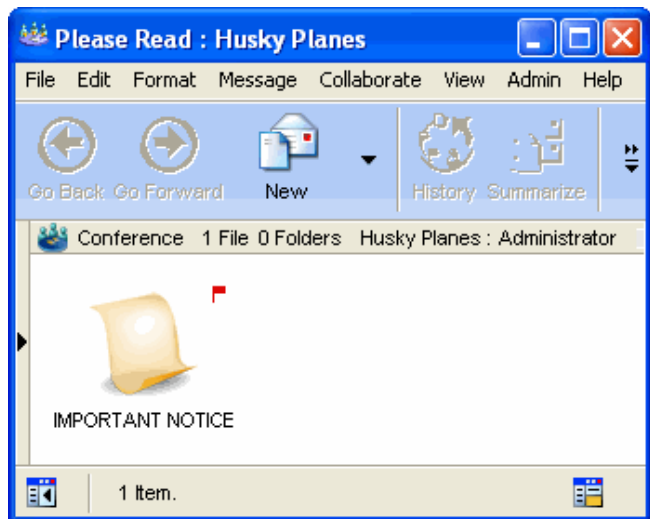 Please Read : Husky Planes
File Edit Format Message Collaborate View Admin Help
Go Back Go Forward New History Summarize
Conference 1 File 0 Folders Husky Planes : Administrator
IMPORTANT NOTICE
1 Item.